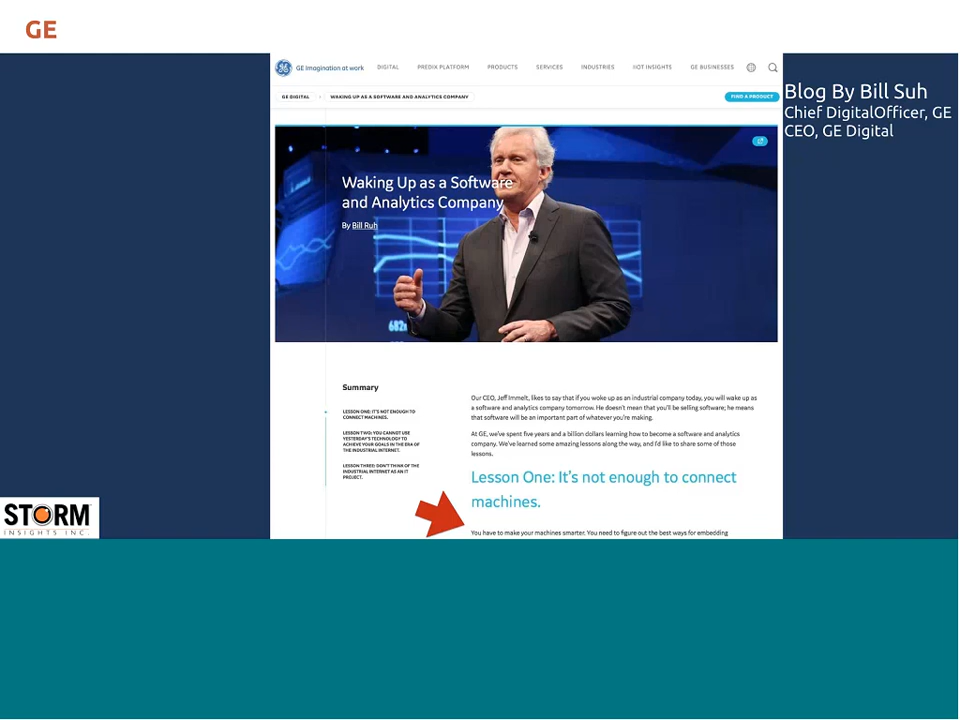 GE
GE Imagination at work
DIGITAL
PREDIX PLATFORM
PRODUCTS
SERVICES
INDUSTRIES
IIOT INSIGHTS
GE BUSINESSES
GE DIGITAL
WAKING UP AS A SOFTWARE AND ANALYTICS COMPANY
FIND A PRODUCT
Blog By Bill Suh
Chief DigitalOfficer, GE
CEO, GE Digital
Waking Up as a Software
and Analytics Company
By Bill Ruh
682
Summary
LESSON ONE: IT'S NOT ENOUGH TO
CONNECT MACHINES.
LESSON TWO: YOU CANNOT USE
YESTERDAY'S TECHNOLOGY TO
ACHIEVE YOUR GOALS IN THE ERA OF
THE INDUSTRIAL INTERNET.
LESSON THREE: DON'T THINK OF THE
INDUSTRIAL INTERNET AS AN IT
PROJECT.
Our CEO, Jeff Immelt, likes to say that if you woke up as an industrial company today, you will wake up as
a software and analytics company tomorrow. He doesn't mean that you'll be selling software; he means
that software will be an important part of whatever you're making.
At GE, we've spent five years and a billion dollars learning how to become a software and analytics
company. We've learned some amazing lessons along the way, and I'd like to share some of those
lessons.
Lesson One: It's not enough to connect
machines.
You have to make your machines smarter. You need to figure out the best ways for embedding
STORM
INSIGHTS INC.